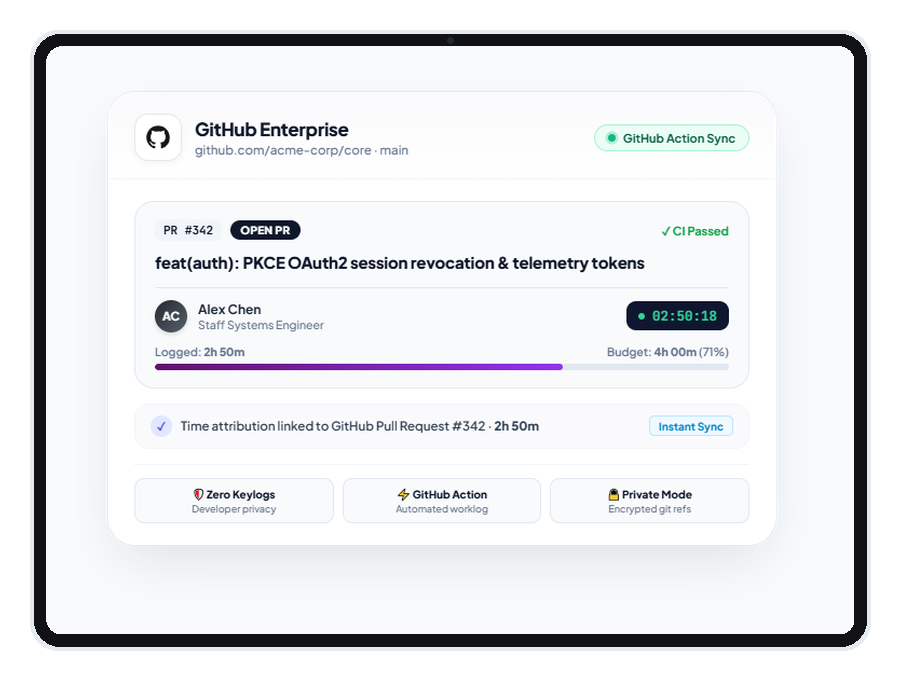 GitHub Enterprise
github.com/acme-corp/core · main
GitHub Action Sync
PR #342
OPEN PR
✓ CI Passed
feat(auth): PKCE OAuth2 session revocation & telemetry tokens
AC
Alex Chen
Staff Systems Engineer
02:50:18
Logged: 2h 50m
Budget: 4h 00m (71%)
✓ Time attribution linked to GitHub Pull Request #342 · 2h 50m
Instant Sync
Zero Keylogs
Developer privacy
GitHub Action
Automated worklog
Private Mode
Encrypted git refs